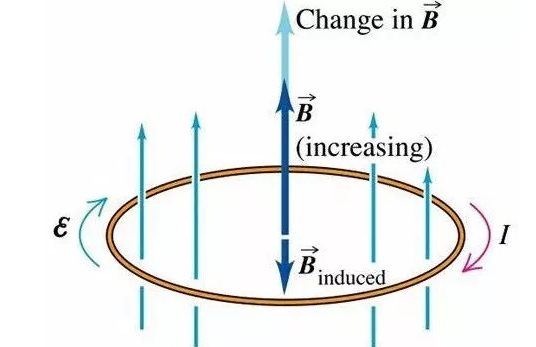 Change in B⃗
B⃗
(increasing)
ℰ
I
B⃗induced